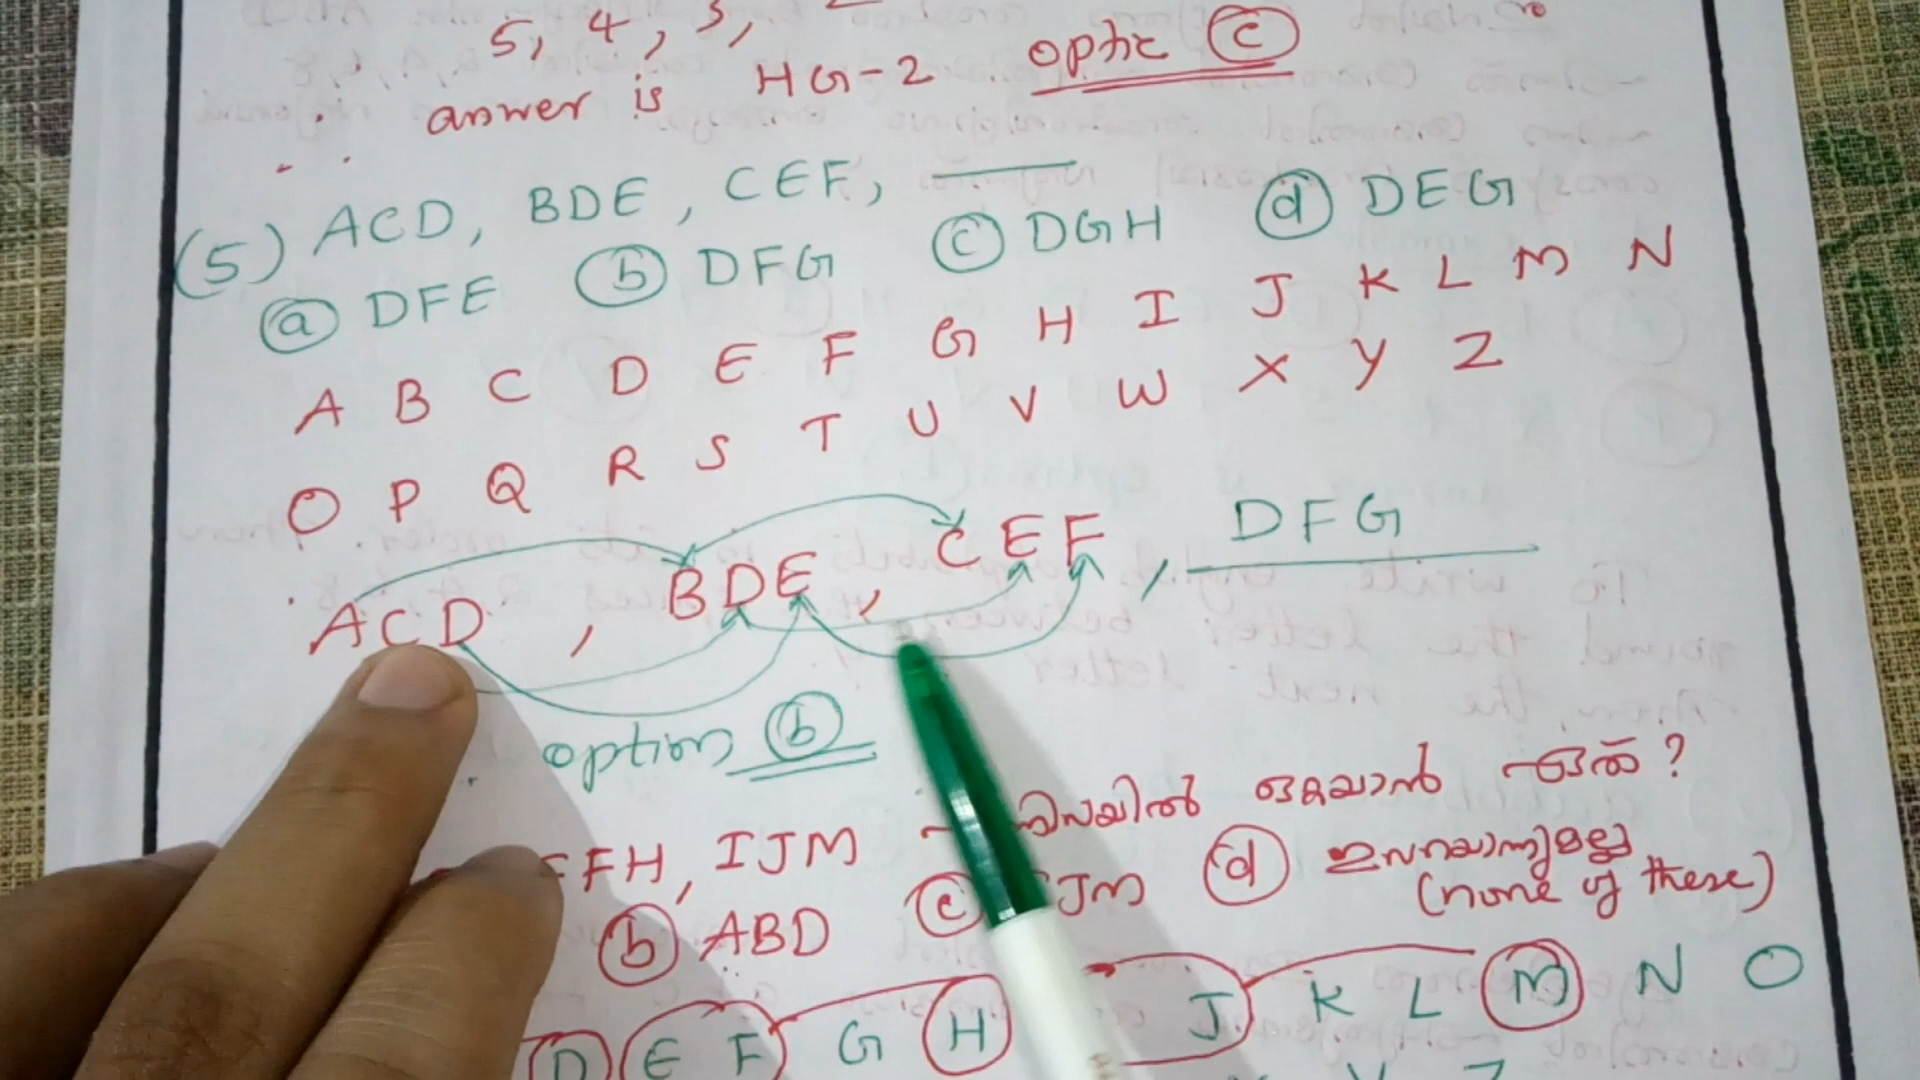 5, 4, 3,
answer is HG-2 optic ⓒ
(5) ACD, BDE, CEF, ____
ⓐ DFE ⓑ DFG ⓒ DGH ⓓ DEG
A B C D E F G H I J K L M N
O P Q R S T U V W X Y Z
ACD, BDE, CEF, DFG
option ⓑ
FH, IJM
ⓑ ABD ⓒ JM ⓓ
(none of these)
D E F G H J K L M N O